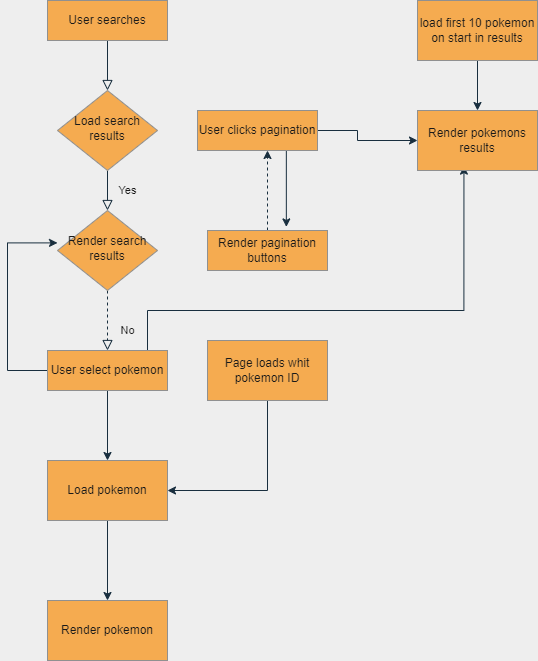 User searches
load first 10 pokemon
on start in results
Load search
results
User clicks pagination
Render pokemons
results
Yes
Render search
results
Render pagination
buttons
No
User select pokemon
Page loads whit
pokemon ID
Load pokemon
Render pokemon